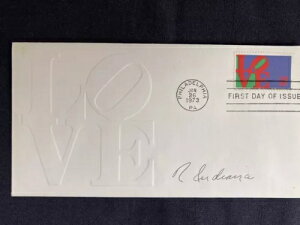 LO
VE
PHILADELPHIA
JAN
26
1973
PA.
FIRST DAY OF ISSUE
R Indiana